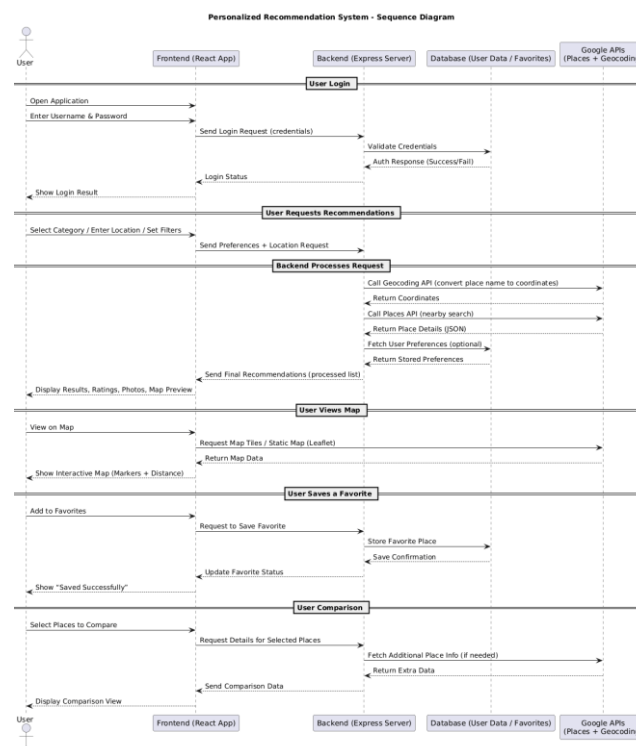 Personalized Recommendation System - Sequence Diagram
User
Frontend (React App)
Backend (Express Server)
Database (User Data / Favorites)
Google APIs
(Places + Geocoding
User Login
Open Application
Enter Username & Password
Send Login Request (credentials)
Validate Credentials
Auth Response (Success/Fail)
Login Status
Show Login Result
User Requests Recommendations
Select Category / Enter Location / Set Filters
Send Preferences + Location Request
Backend Processes Request
Call Geocoding API (convert place name to coordinates)
Return Coordinates
Call Places API (nearby search)
Return Place Details (JSON)
Fetch User Preferences (optional)
Return Stored Preferences
Send Final Recommendations (processed list)
Display Results, Ratings, Photos, Map Preview
User Views Map
View on Map
Request Map Tiles / Static Map (Leaflet)
Return Map Data
Show Interactive Map (Markers + Distance)
User Saves a Favorite
Add to Favorites
Request to Save Favorite
Store Favorite Place
Save Confirmation
Update Favorite Status
Show "Saved Successfully"
User Comparison
Select Places to Compare
Request Details for Selected Places
Fetch Additional Place Info (if needed)
Return Extra Data
Send Comparison Data
Display Comparison View
User
Frontend (React App)
Backend (Express Server)
Database (User Data / Favorites)
Google APIs
(Places + Geocoding